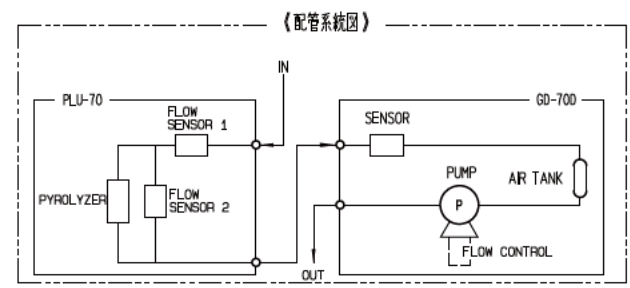 《配管系統図》
IN
PLU-70
GD-70D
FLOW
SENSOR 1
SENSOR
PUMP
AIR TANK
PYROLYZER
FLOW
SENSOR 2
P
FLOW CONTROL
OUT